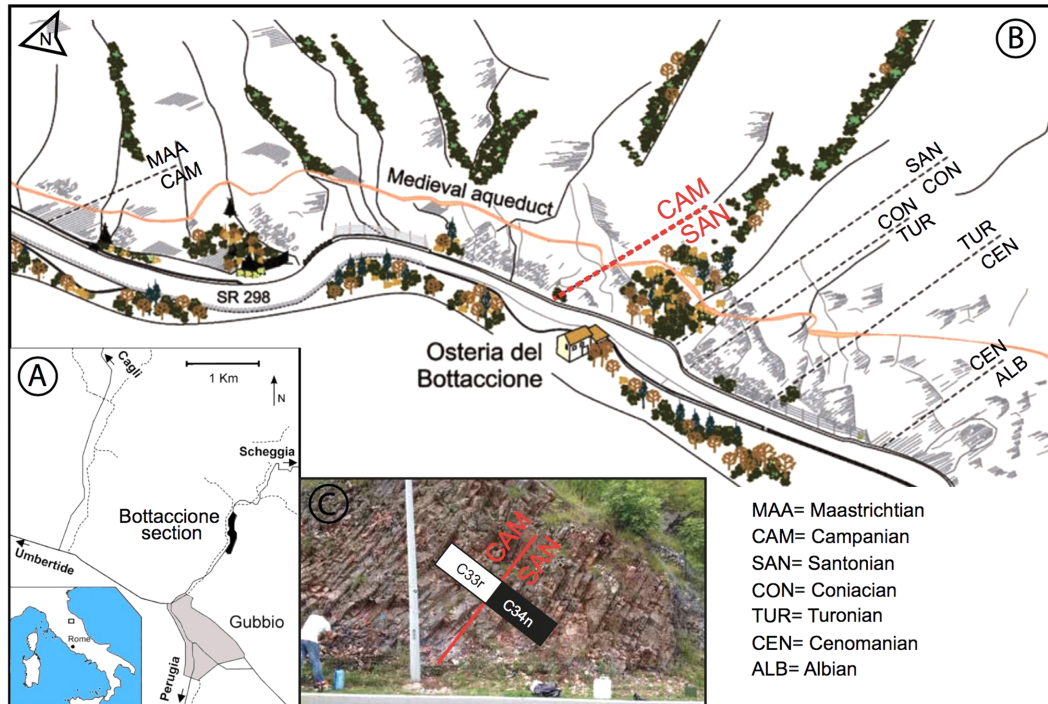 N
B
MAA
CAM
Medieval aqueduct
CAM
SAN
SAN
CON
CON
TUR
TUR
CEN
CEN
ALB
SR 298
Osteria del
Bottaccione
A
Cagli
1 Km
N
Scheggia
Bottaccione
section
Umbertide
Gubbio
Rome
Perugia
C
CAM
SAN
C33r
C34n
MAA= Maastrichtian
CAM= Campanian
SAN= Santonian
CON= Coniacian
TUR= Turonian
CEN= Cenomanian
ALB= Albian